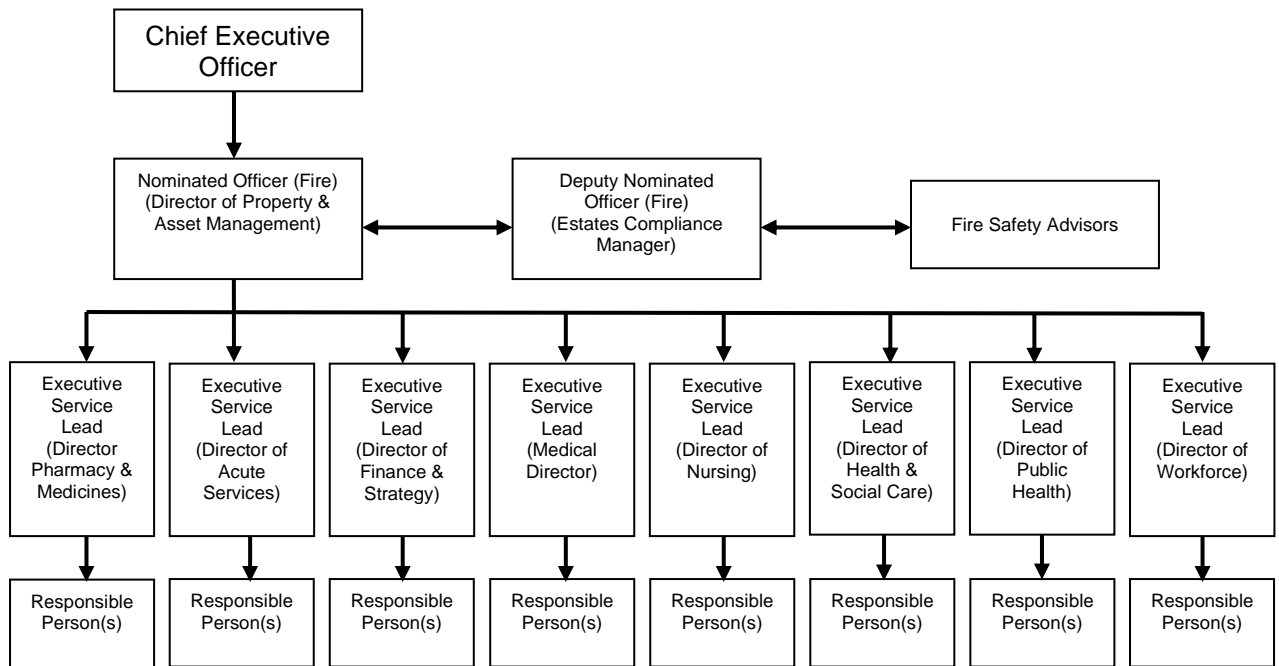 Chief Executive
Officer
Nominated Officer (Fire)
(Director of Property &
Asset Management)
Deputy Nominated
Officer (Fire)
(Estates Compliance
Manager)
Fire Safety Advisors
Executive
Service
Lead
(Director
Pharmacy &
Medicines)
Executive
Service
Lead
(Director of
Acute
Services)
Executive
Service
Lead
(Director of
Finance &
Strategy)
Executive
Service
Lead
(Medical
Director)
Executive
Service
Lead
(Director of
Nursing)
Executive
Service
Lead
(Director of
Health &
Social Care)
Executive
Service
Lead
(Director of
Public
Health)
Executive
Service
Lead
(Director of
Workforce)
Responsible
Person(s)
Responsible
Person(s)
Responsible
Person(s)
Responsible
Person(s)
Responsible
Person(s)
Responsible
Person(s)
Responsible
Person(s)
Responsible
Person(s)